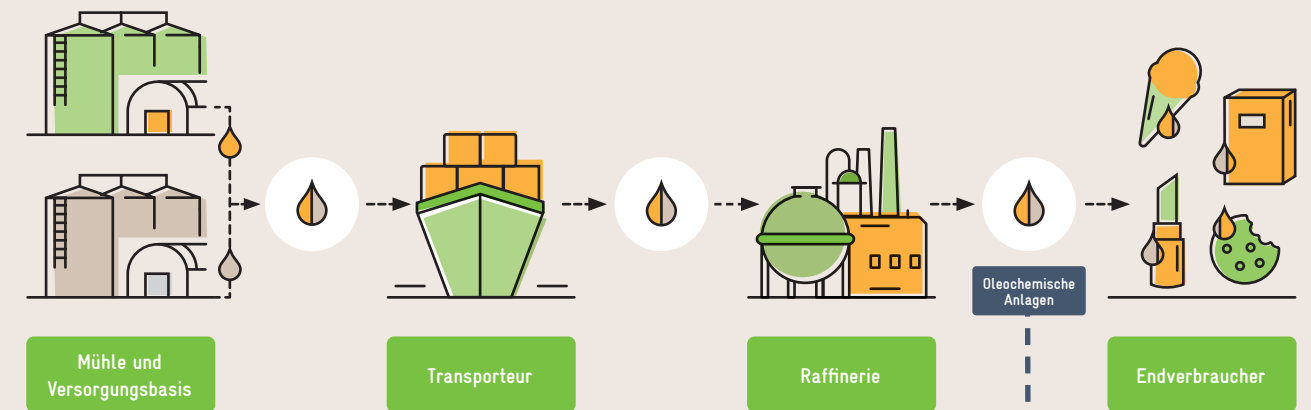 Oleochemische
Anlagen
Mühle und
Versorgungsbasis
Transporteur
Raffinerie
Endverbraucher